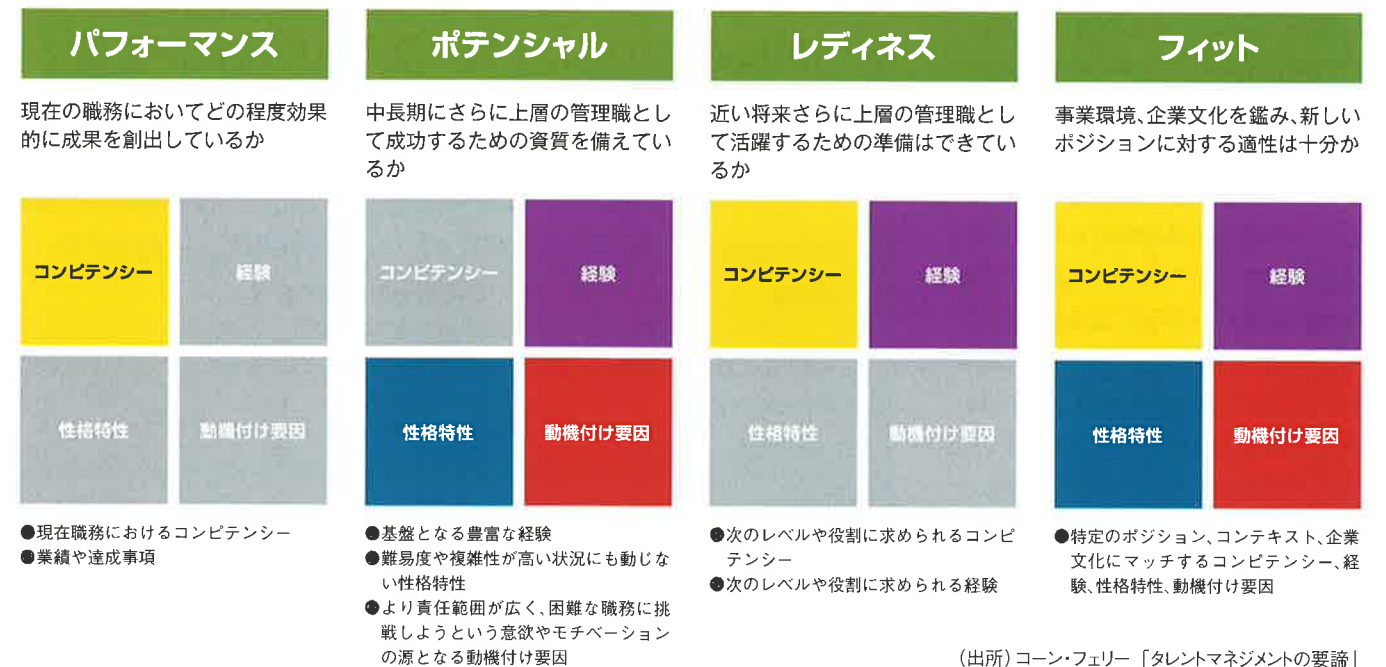 パフォーマンス
現在の職務においてどの程度効果
的に成果を創出しているか
コンピテンシー
経験
性格特性
動機付け要因
●現在職務におけるコンピテンシー
●業績や達成事項
ポテンシャル
中長期にさらに上層の管理職とし
て成功するための資質を備えてい
るか
コンピテンシー
経験
性格特性
動機付け要因
●基盤となる豊富な経験
●難易度や複雑性が高い状況にも動じな
い性格特性
●より責任範囲が広く、困難な職務に挑
戦しようという意欲やモチベーション
の源となる動機付け要因
レディネス
近い将来さらに上層の管理職とし
て活躍するための準備はできてい
るか
コンピテンシー
経験
性格特性
動機付け要因
●次のレベルや役割に求められるコンピ
テンシー
●次のレベルや役割に求められる経験
フィット
事業環境、企業文化を鑑み、新しい
ポジションに対する適性は十分か
コンピテンシー
経験
性格特性
動機付け要因
●特定のポジション、コンテキスト、企業
文化にマッチするコンピテンシー、経
験、性格特性、動機付け要因
(出所)コーン・フェリー「タレントマネジメントの要諦」